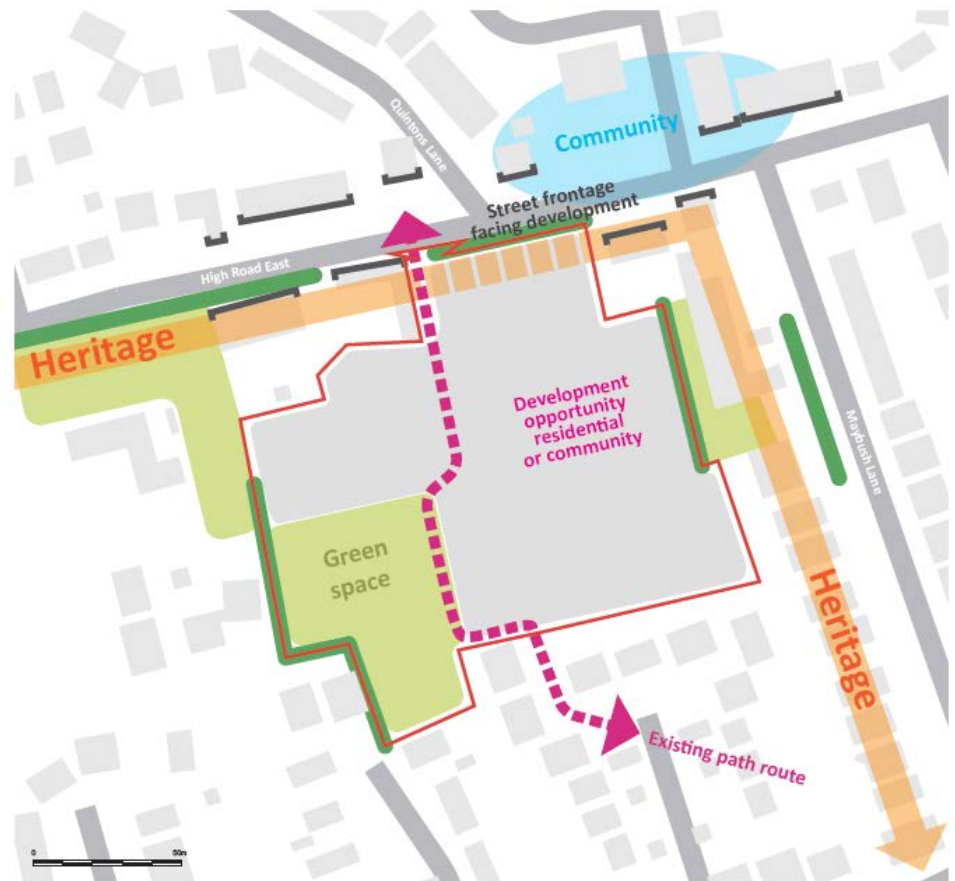 Quintons Lane
Community
Street frontage
facing development
High Road East
Heritage
Development
opportunity
residential
or community
Maybush Lane
Green
space
Heritage
Existing path route
0
50m